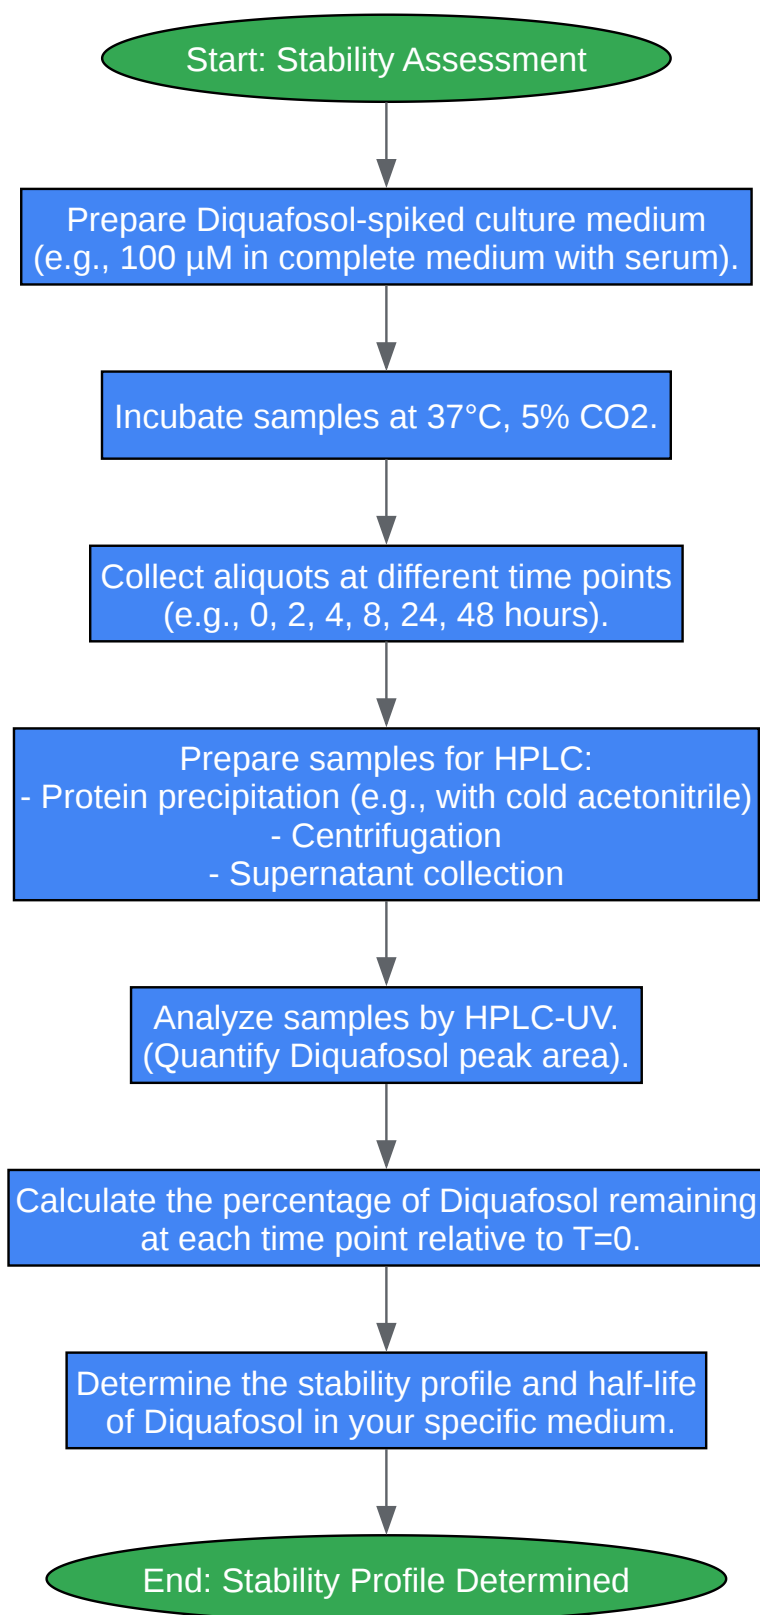 Start: Stability Assessment
Prepare Diquafosol-spiked culture medium
(e.g., 100 µM in complete medium with serum).
Incubate samples at 37°C, 5% CO2.
Collect aliquots at different time points
(e.g., 0, 2, 4, 8, 24, 48 hours).
Prepare samples for HPLC:
- Protein precipitation (e.g., with cold acetonitrile)
- Centrifugation
- Supernatant collection
Analyze samples by HPLC-UV.
(Quantify Diquafosol peak area).
Calculate the percentage of Diquafosol remaining
at each time point relative to T=0.
Determine the stability profile and half-life
of Diquafosol in your specific medium.
End: Stability Profile Determined